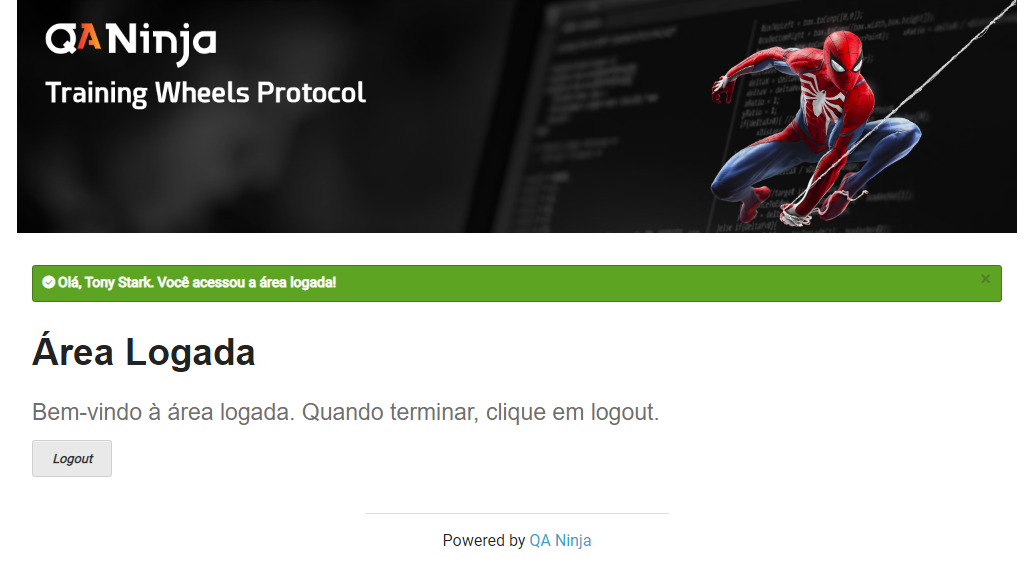 QA Ninja
Training Wheels Protocol
Olá, Tony Stark. Você acessou a área logada!
×
Área Logada
Bem-vindo à área logada. Quando terminar, clique em logout.
Logout
Powered by QA Ninja